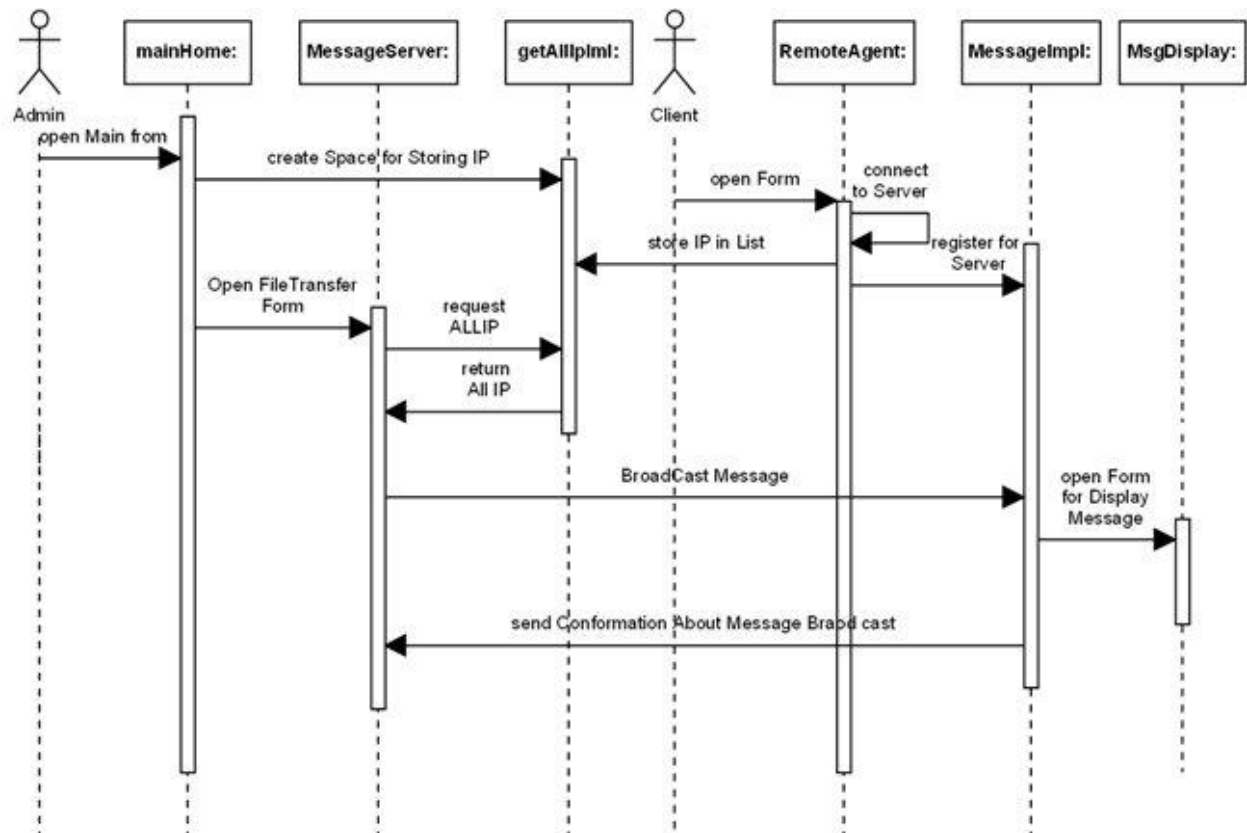 mainHome:
MessageServer:
getAllIpIml:
RemoteAgent:
MessageImpl:
MsgDisplay:
Admin
Client
open Main from
create Space for Storing IP
open Form
connect
to Server
store IP in List
register for
Server
Open FileTransfer
Form
request
ALLIP
return
All IP
BroadCast Message
open Form
for Display
Message
send Conformation About Message Braod cast